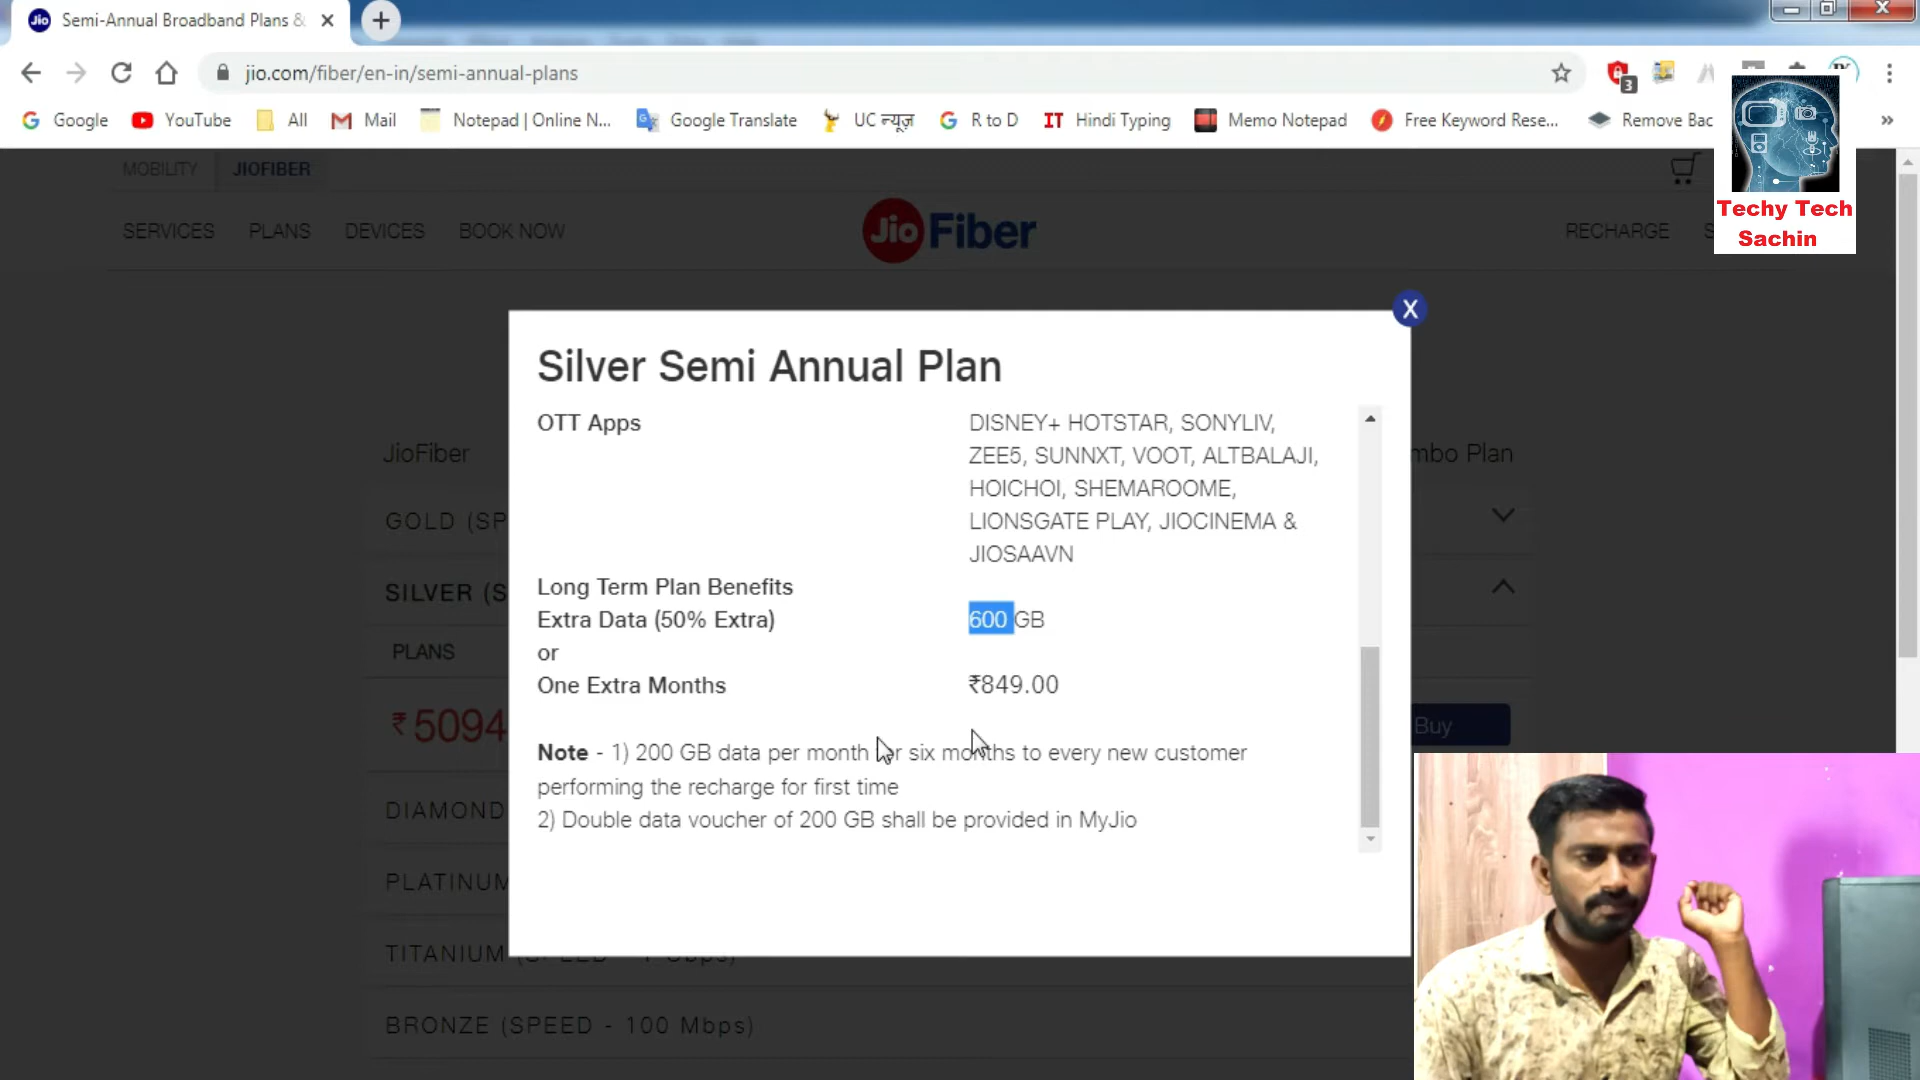 Jio Semi-Annual Broadband Plans &
jio.com/fiber/en-in/semi-annual-plans
3
Google YouTube All Mail Notepad | Online N... Google Translate UC न्यूज़ R to D IT Hindi Typing Memo Notepad Free Keyword Rese... Remove Bac »
Techy Tech
Sachin
MOBILITY JIOFIBER
SERVICES PLANS DEVICES BOOK NOW Jio Fiber RECHARGE
X
Silver Semi Annual Plan
OTT Apps DISNEY+ HOTSTAR, SONYLIV,
ZEE5, SUNNXT, VOOT, ALTBALAJI,
HOICHOI, SHEMAROOME,
LIONSGATE PLAY, JIOCINEMA &
JIOSAAVN
Long Term Plan Benefits
Extra Data (50% Extra) 600 GB
or
One Extra Months ₹849.00
Note - 1) 200 GB data per month for six months to every new customer
performing the recharge for first time
2) Double data voucher of 200 GB shall be provided in MyJio
JioFiber mbo Plan
GOLD (SP
SILVER (S
PLANS
₹5094 Buy
DIAMOND
PLATINUM
TITANIUM (SPEED - 1 Gbps)
BRONZE (SPEED - 100 Mbps)